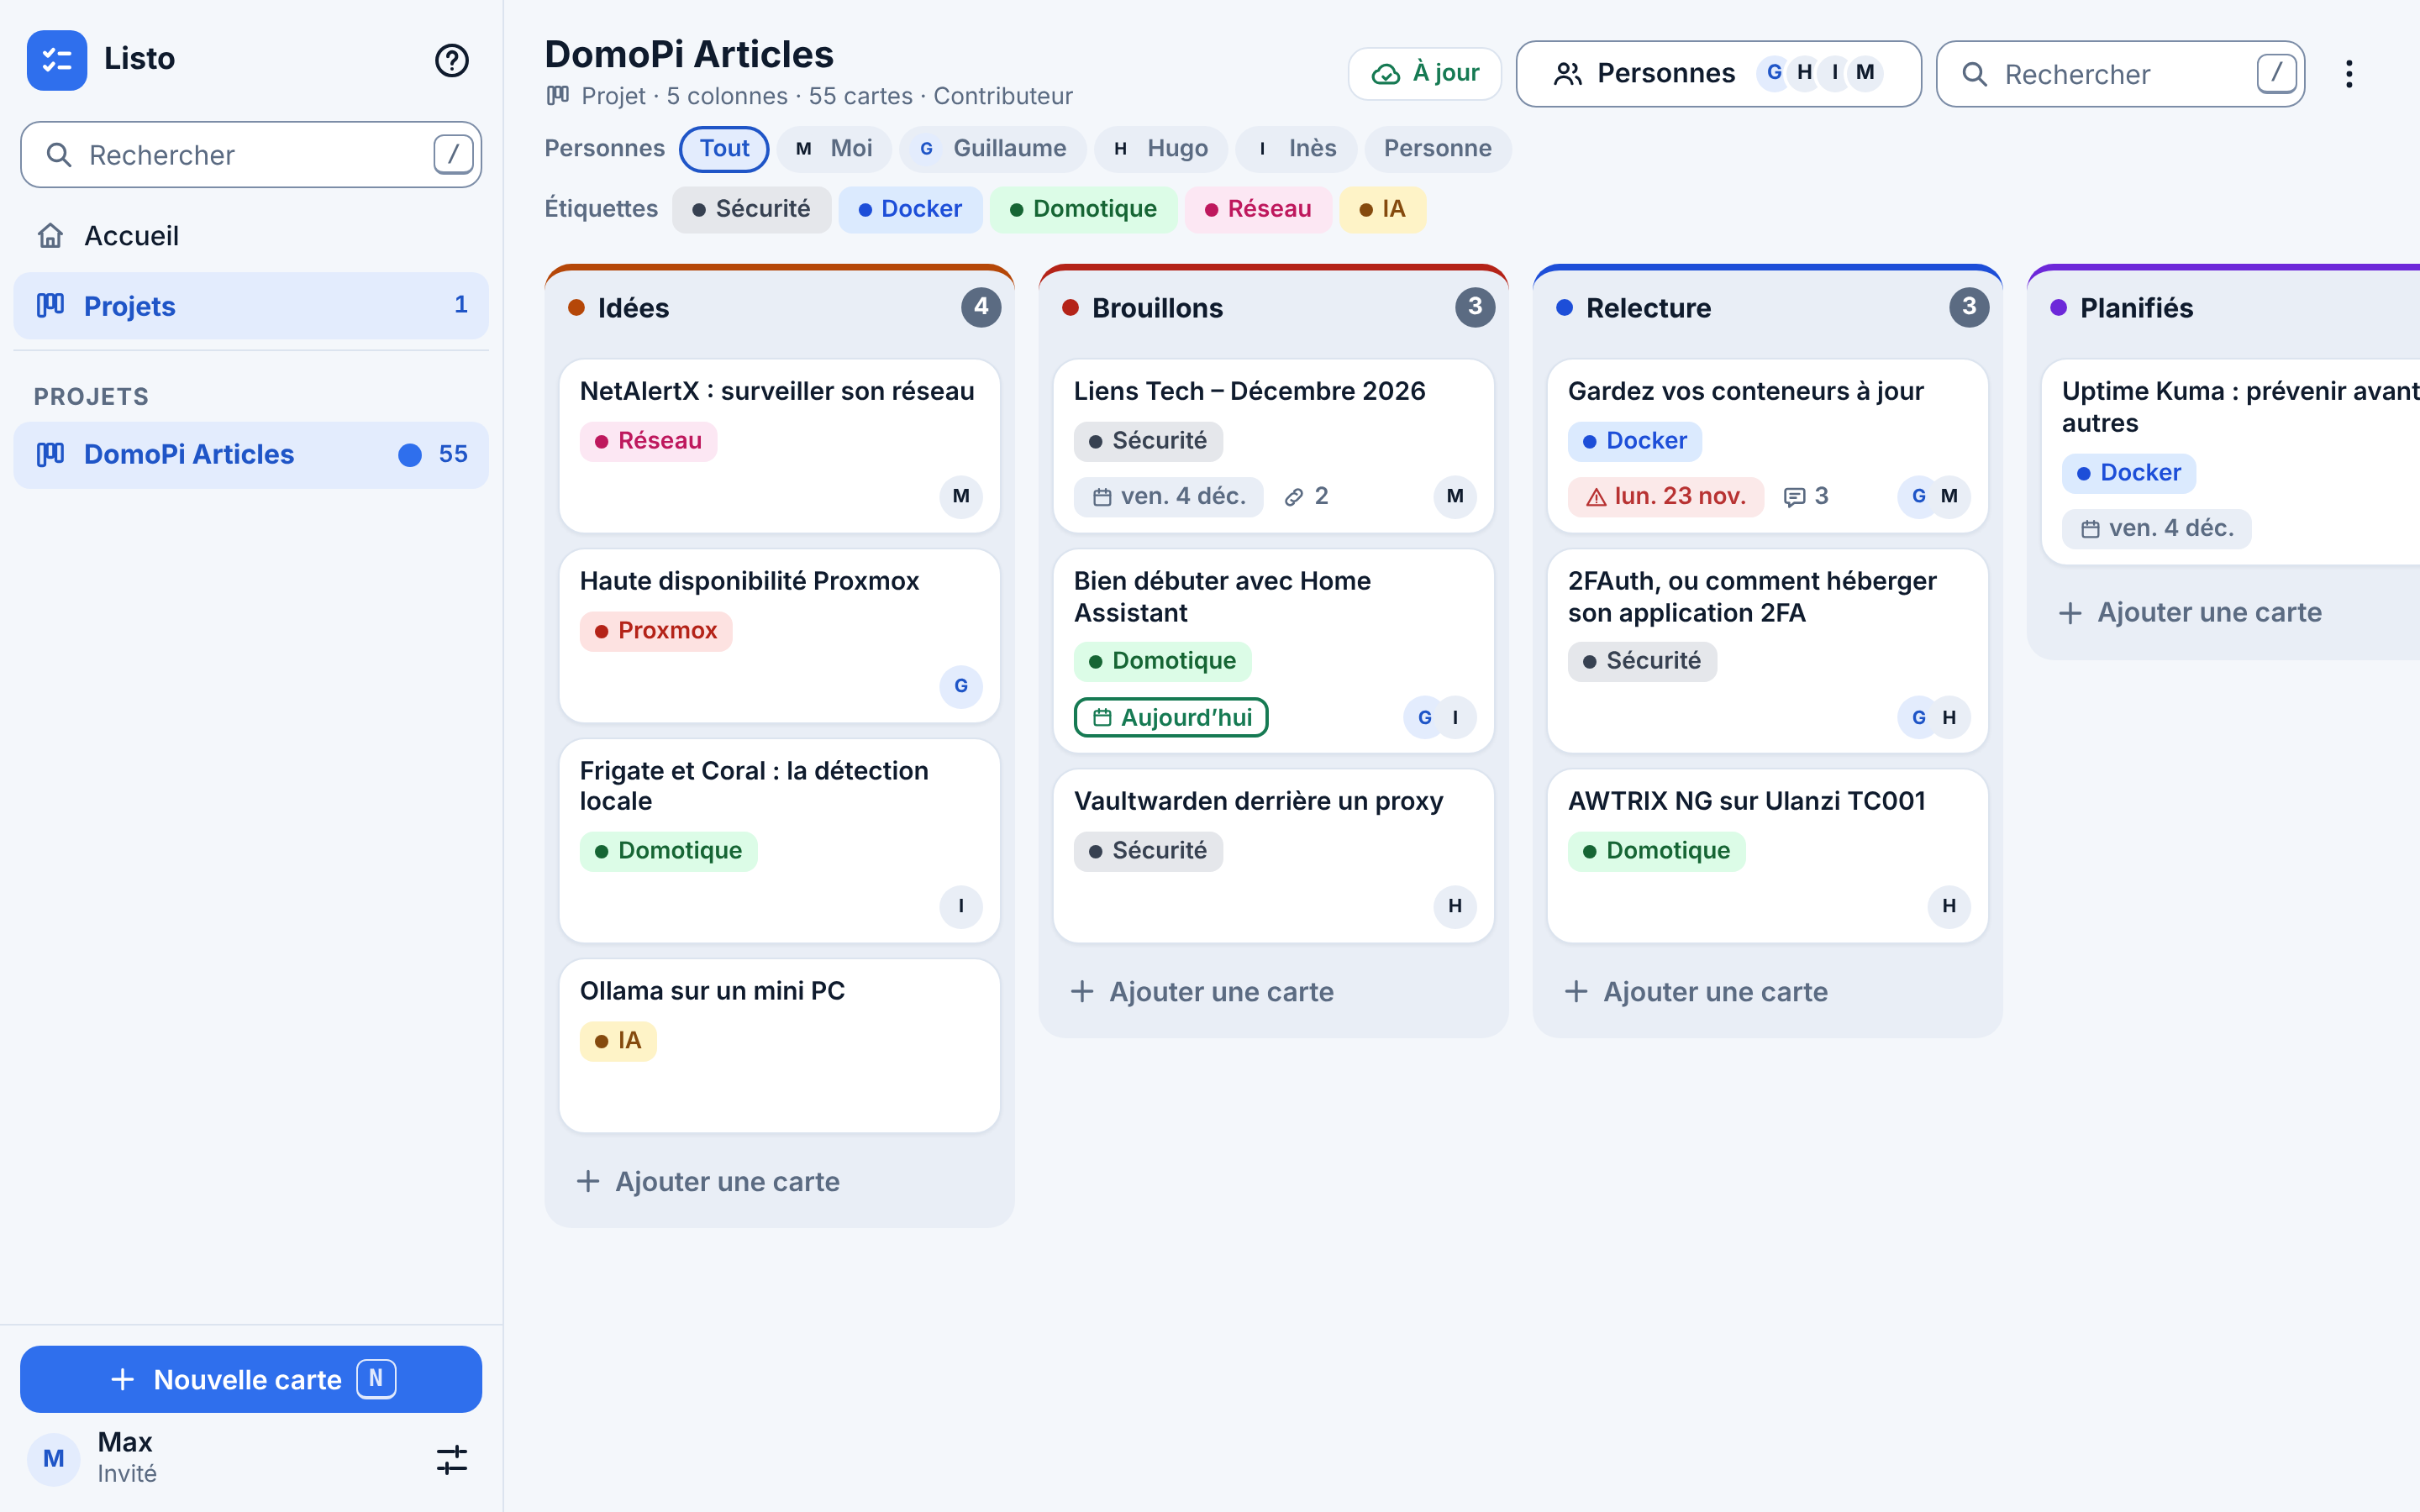 Listo
Rechercher /
Accueil
Projets 1
PROJETS
DomoPi Articles 55
Nouvelle carte N
M Max
Invité
DomoPi Articles
Projet · 5 colonnes · 55 cartes · Contributeur
À jour
Personnes G H I M
Rechercher /
Personnes Tout M Moi G Guillaume H Hugo I Inès Personne
Étiquettes Sécurité Docker Domotique Réseau IA
Idées 4
NetAlertX : surveiller son réseau
Réseau
M
Haute disponibilité Proxmox
Proxmox
G
Frigate et Coral : la détection
locale
Domotique
I
Ollama sur un mini PC
IA
Ajouter une carte
Brouillons 3
Liens Tech – Décembre 2026
Sécurité
ven. 4 déc. 2 M
Bien débuter avec Home
Assistant
Domotique
Aujourd’hui G I
Vaultwarden derrière un proxy
Sécurité
H
Ajouter une carte
Relecture 3
Gardez vos conteneurs à jour
Docker
lun. 23 nov. 3 G M
2FAuth, ou comment héberger
son application 2FA
Sécurité
G H
AWTRIX NG sur Ulanzi TC001
Domotique
H
Ajouter une carte
Planifiés
Uptime Kuma : prévenir avant
autres
Docker
ven. 4 déc.
Ajouter une carte